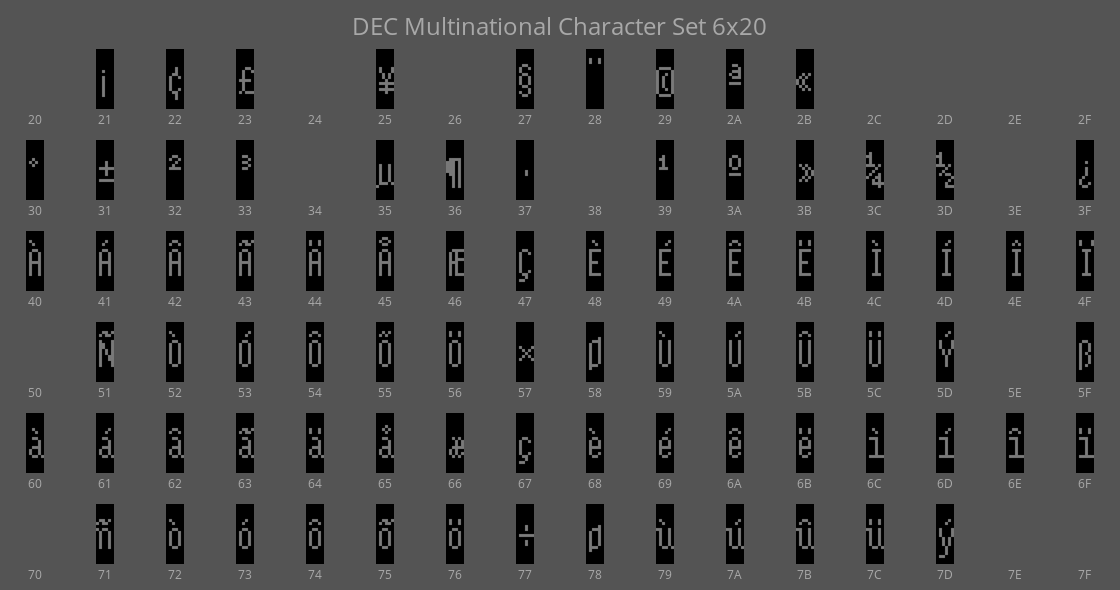 DEC Multinational Character Set 6x20
¡ ¢ £ ¥ § ¨ © ª «
20 21 22 23 24 25 26 27 28 29 2A 2B 2C 2D 2E 2F
° ± ² ³ µ ¶ · ¹ º » ¼ ½ ¿
30 31 32 33 34 35 36 37 38 39 3A 3B 3C 3D 3E 3F
À Á Â Ã Ä Å Æ Ç È É Ê Ë Ì Í Î Ï
40 41 42 43 44 45 46 47 48 49 4A 4B 4C 4D 4E 4F
Ñ Ò Ó Ô Õ Ö × Ø Ù Ú Û Ü Ý ß
50 51 52 53 54 55 56 57 58 59 5A 5B 5C 5D 5E 5F
à á â ã ä å æ ç è é ê ë ì í î ï
60 61 62 63 64 65 66 67 68 69 6A 6B 6C 6D 6E 6F
ñ ò ó ô õ ö ÷ ø ù ú û ü ý
70 71 72 73 74 75 76 77 78 79 7A 7B 7C 7D 7E 7F